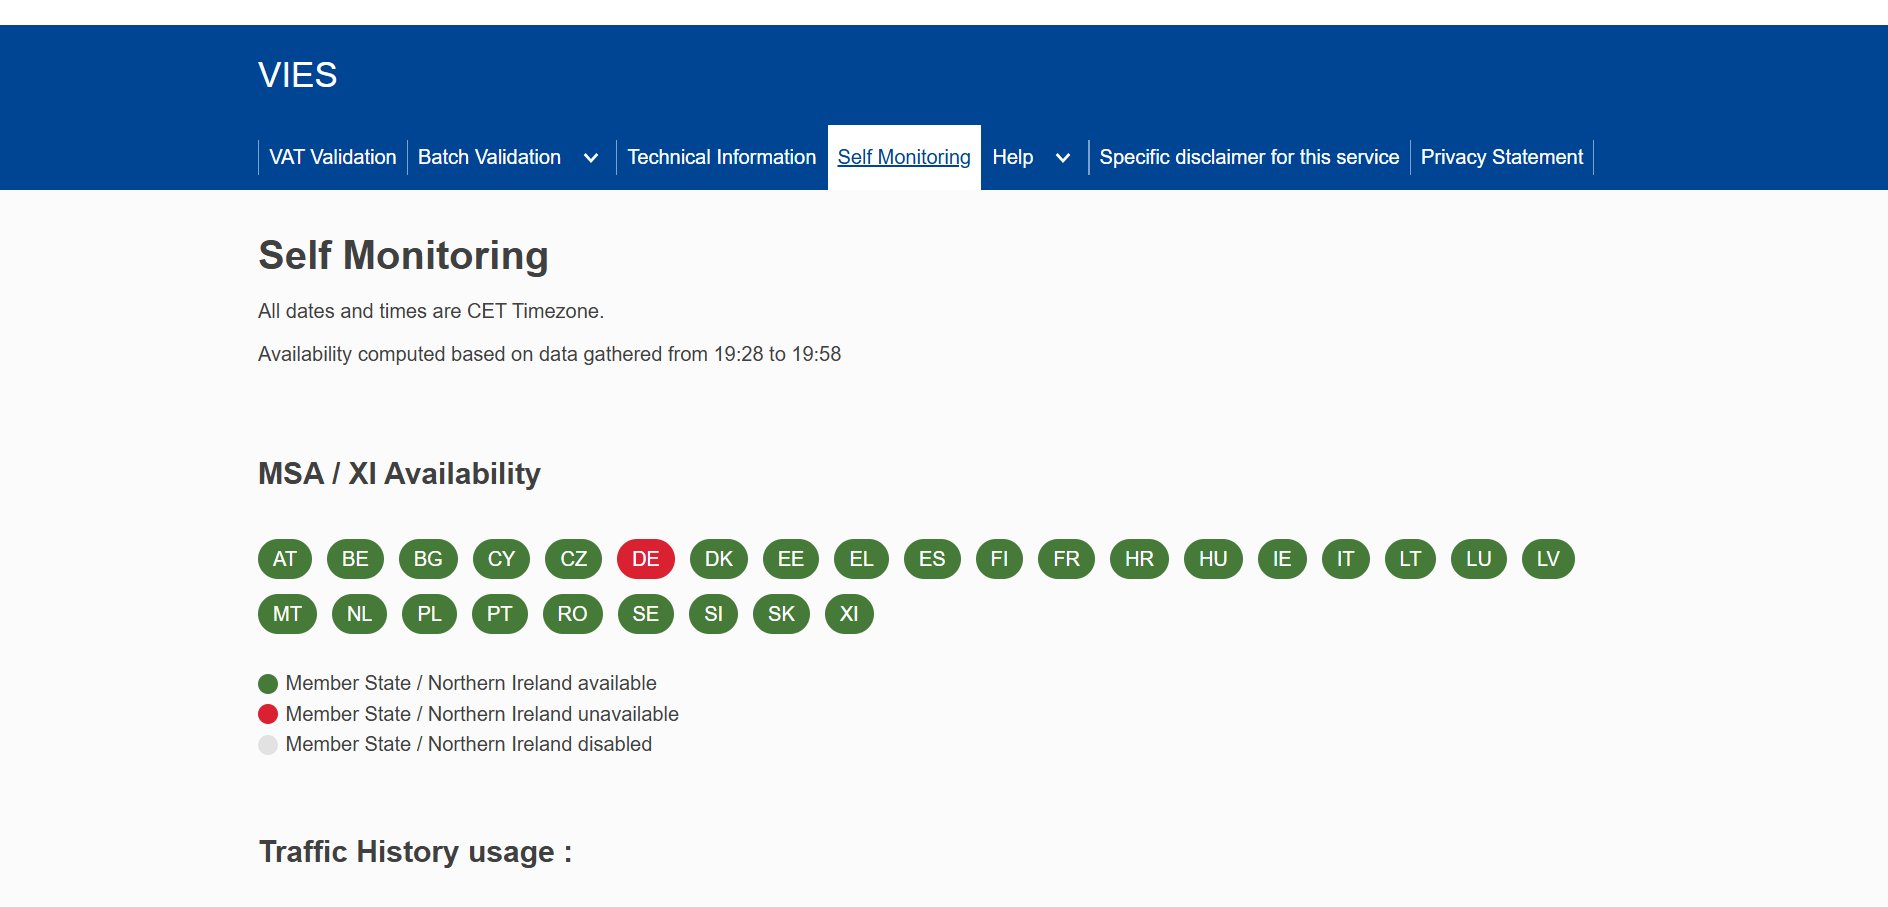 VIES
VAT Validation Batch Validation Technical Information Self Monitoring Help Specific disclaimer for this service Privacy Statement
Self Monitoring
All dates and times are CET Timezone.
Availability computed based on data gathered from 19:28 to 19:58
MSA / XI Availability
AT BE BG CY CZ DE DK EE EL ES FI FR HR HU IE IT LT LU LV
MT NL PL PT RO SE SI SK XI
Member State / Northern Ireland available
Member State / Northern Ireland unavailable
Member State / Northern Ireland disabled
Traffic History usage :